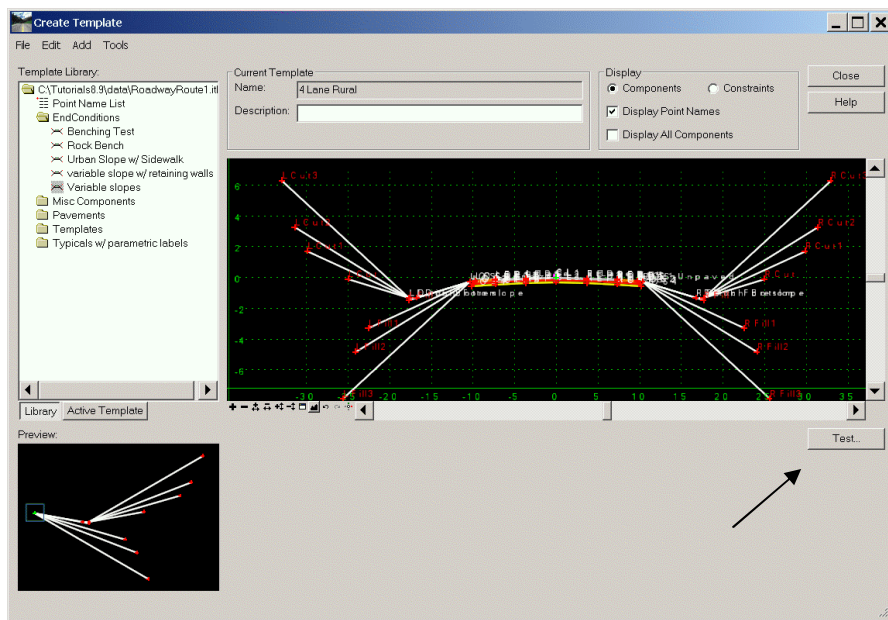 Create Template
File Edit Add Tools
Template Library:
C:\Tutorials8.9\data\RoadwayRoute1.itl
Point Name List
EndConditions
Benching Test
Rock Bench
Urban Slope w/ Sidewalk
variable slope w/ retaining walls
Variable slopes
Misc Components
Pavements
Templates
Typicals w/ parametric labels
Library Active Template
Preview:
Current Template
Name: 4 Lane Rural
Description:
Display
Components Constraints
Display Point Names
Display All Components
Close
Help
L Cut3 R Cut3
R Cut2
L Cut1 R Cut1
R Cut
L Fill1 R Fill1
L Fill2 R Fill2
6
4
2
0
-2
-4
-6
-30 -25 -20 -15 -10 -5 0 5 10 15 20 25 30 35
Test...